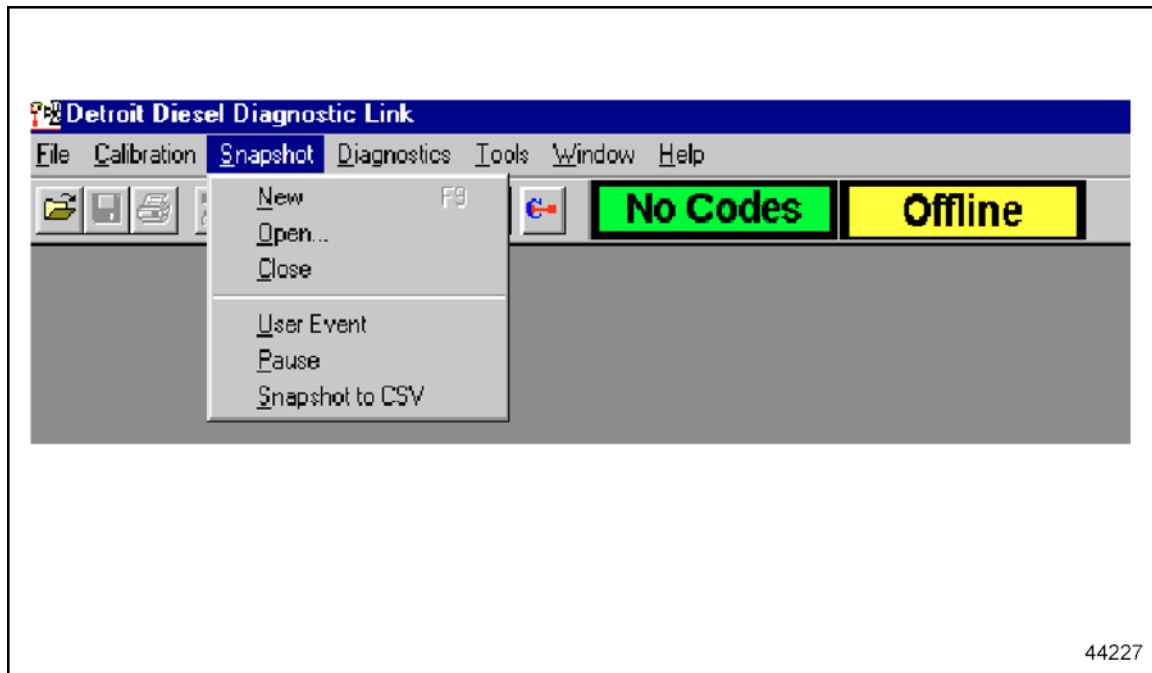 Detroit Diesel Diagnostic Link
File Calibration Snapshot Diagnostics Tools Window Help
No Codes Offline
New F9
Open...
Close
User Event
Pause
Snapshot to CSV
44227